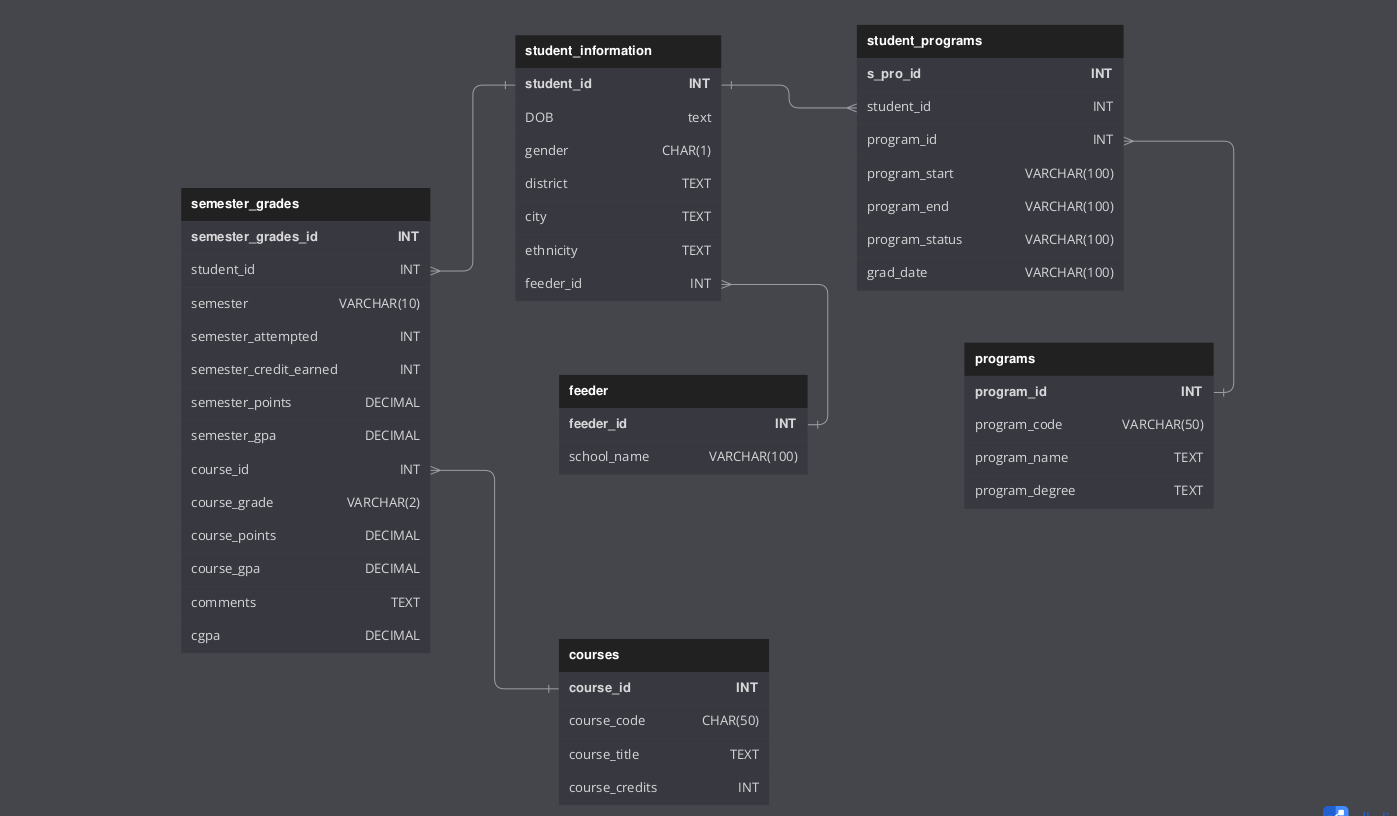 student_information
student_id INT
DOB text
gender CHAR(1)
district TEXT
city TEXT
ethnicity TEXT
feeder_id INT
student_programs
s_pro_id INT
student_id INT
program_id INT
program_start VARCHAR(100)
program_end VARCHAR(100)
program_status VARCHAR(100)
grad_date VARCHAR(100)
semester_grades
semester_grades_id INT
student_id INT
semester VARCHAR(10)
semester_attempted INT
semester_credit_earned INT
semester_points DECIMAL
semester_gpa DECIMAL
course_id INT
course_grade VARCHAR(2)
course_points DECIMAL
course_gpa DECIMAL
comments TEXT
cgpa DECIMAL
feeder
feeder_id INT
school_name VARCHAR(100)
programs
program_id INT
program_code VARCHAR(50)
program_name TEXT
program_degree TEXT
courses
course_id INT
course_code CHAR(50)
course_title TEXT
course_credits INT